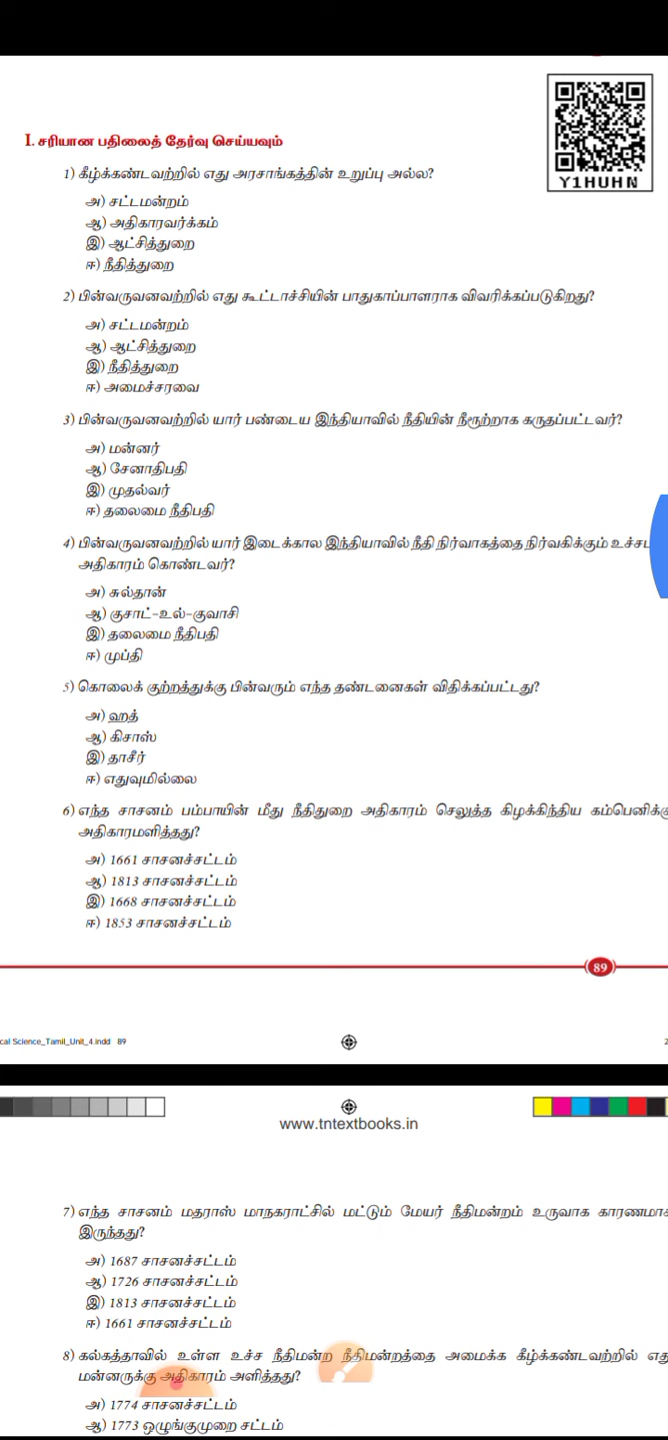 Y1HUHN
I. சரியான பதிலைத் தேர்வு செய்யவும்
1) கீழ்க்கண்டவற்றில் எது அரசாங்கத்தின் உறுப்பு அல்ல?
அ) சட்டமன்றம்
ஆ) அதிகாரவர்க்கம்
இ) ஆட்சித்துறை
ஈ) நீதித்துறை
2) பின்வருவனவற்றில் எது கூட்டாச்சியின் பாதுகாப்பாளராக விவரிக்கப்படுகிறது?
அ) சட்டமன்றம்
ஆ) ஆட்சித்துறை
இ) நீதித்துறை
ஈ) அமைச்சரவை
3) பின்வருவனவற்றில் யார் பண்டைய இந்தியாவில் நீதியின் நீரூற்றாக கருதப்பட்டவர்?
அ) மன்னர்
ஆ) சேனாதிபதி
இ) முதல்வர்
ஈ) தலைமை நீதிபதி
4) பின்வருவனவற்றில் யார் இடைக்கால இந்தியாவில் நீதி நிர்வாகத்தை நிர்வகிக்கும்
அதிகாரம் கொண்டவர்?
அ) சுல்தான்
ஆ) குசாட்-உல்-குவாசி
இ) தலைமை நீதிபதி
ஈ) முப்தி
5) கொலைக் குற்றத்துக்கு பின்வரும் எந்த தண்டனைகள் விதிக்கப்பட்டது?
அ) ஹத்
ஆ) கிசாஸ்
இ) தாசீர்
ஈ) எதுவுமில்லை
6) எந்த சாசனம் பம்பாயின் மீது நீதிதுறை அதிகாரம் செலுத்த கிழக்கிந்திய
அதிகாரமளித்தது?
அ) 1661 சாசனச்சட்டம்
ஆ) 1813 சாசனச்சட்டம்
இ) 1668 சாசனச்சட்டம்
ஈ) 1853 சாசனச்சட்டம்
89
cal Science_Tamil_Unit_4.indd 89
www.tntextbooks.in
7) எந்த சாசனம் மதராஸ் மாநகராட்சில் மட்டும் மேயர் நீதிமன்றம் உருவாக
இருந்தது?
அ) 1687 சாசனச்சட்டம்
ஆ) 1726 சாசனச்சட்டம்
இ) 1813 சாசனச்சட்டம்
ஈ) 1661 சாசனச்சட்டம்
8) கல்கத்தாவில் உள்ள உச்ச நீதிமன்ற நீதிமன்றத்தை அமைக்க கீழ்க்கண்டவற்றில்
மன்னருக்கு அதிகாரம் அளித்தது?
அ) 1774 சாசனச்சட்டம்
ஆ) 1773 ஒழுங்குமுறை சட்டம்